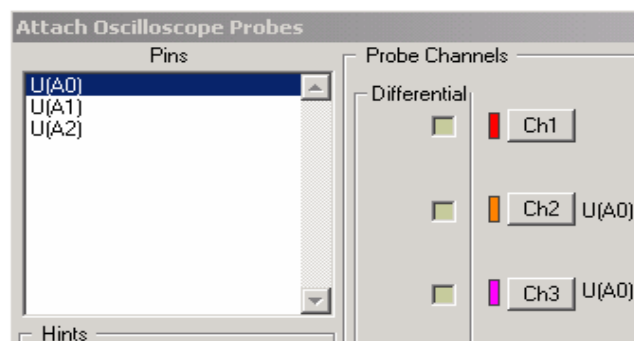 Attach Oscilloscope Probes
Pins
U(A0)
U(A1)
U(A2)
Hints
Probe Channels
Differential
Ch1
Ch2 U(A0)
Ch3 U(A0)